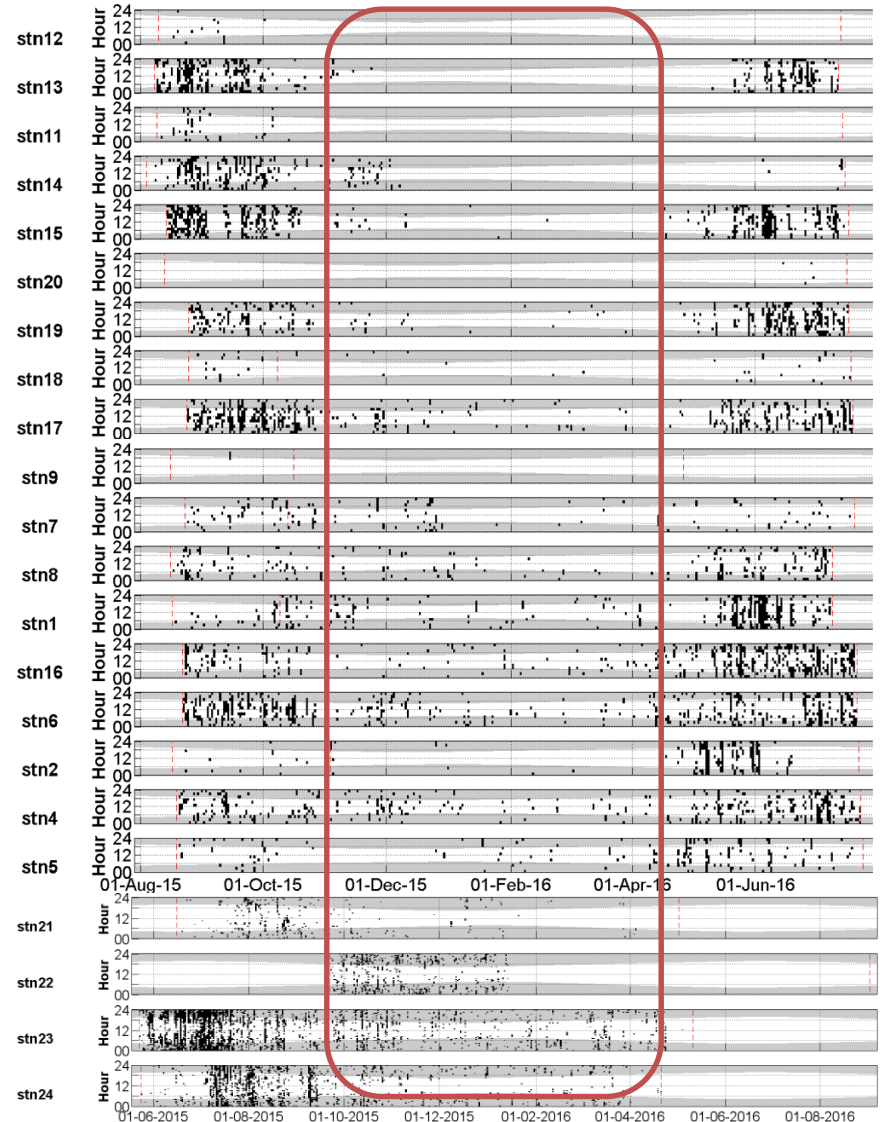 stn12 Hour 24 12 00
stn13 Hour 24 12 00
stn11 Hour 24 12 00
stn14 Hour 24 12 00
stn15 Hour 24 12 00
stn20 Hour 24 12 00
stn19 Hour 24 12 00
stn18 Hour 24 12 00
stn17 Hour 24 12 00
stn9 Hour 24 12 00
stn7 Hour 24 12 00
stn8 Hour 24 12 00
stn1 Hour 24 12 00
stn16 Hour 24 12 00
stn6 Hour 24 12 00
stn2 Hour 24 12 00
stn4 Hour 24 12 00
stn5 Hour 24 12 00
01-Aug-15 01-Oct-15 01-Dec-15 01-Feb-16 01-Apr-16 01-Jun-16
stn21 Hour 24 12 00
stn22 Hour 24 12 00
stn23 Hour 24 12 00
stn24 Hour 24 12 00
01-06-2015 01-08-2015 01-10-2015 01-12-2015 01-02-2016 01-04-2016 01-06-2016 01-08-2016